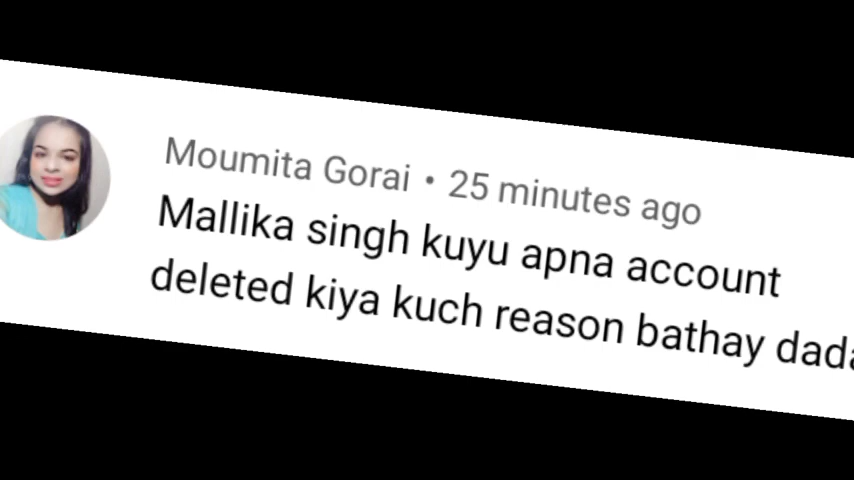 Moumita Gorai • 25 minutes ago
Mallika singh kuyu apna account
deleted kiya kuch reason bathay dada